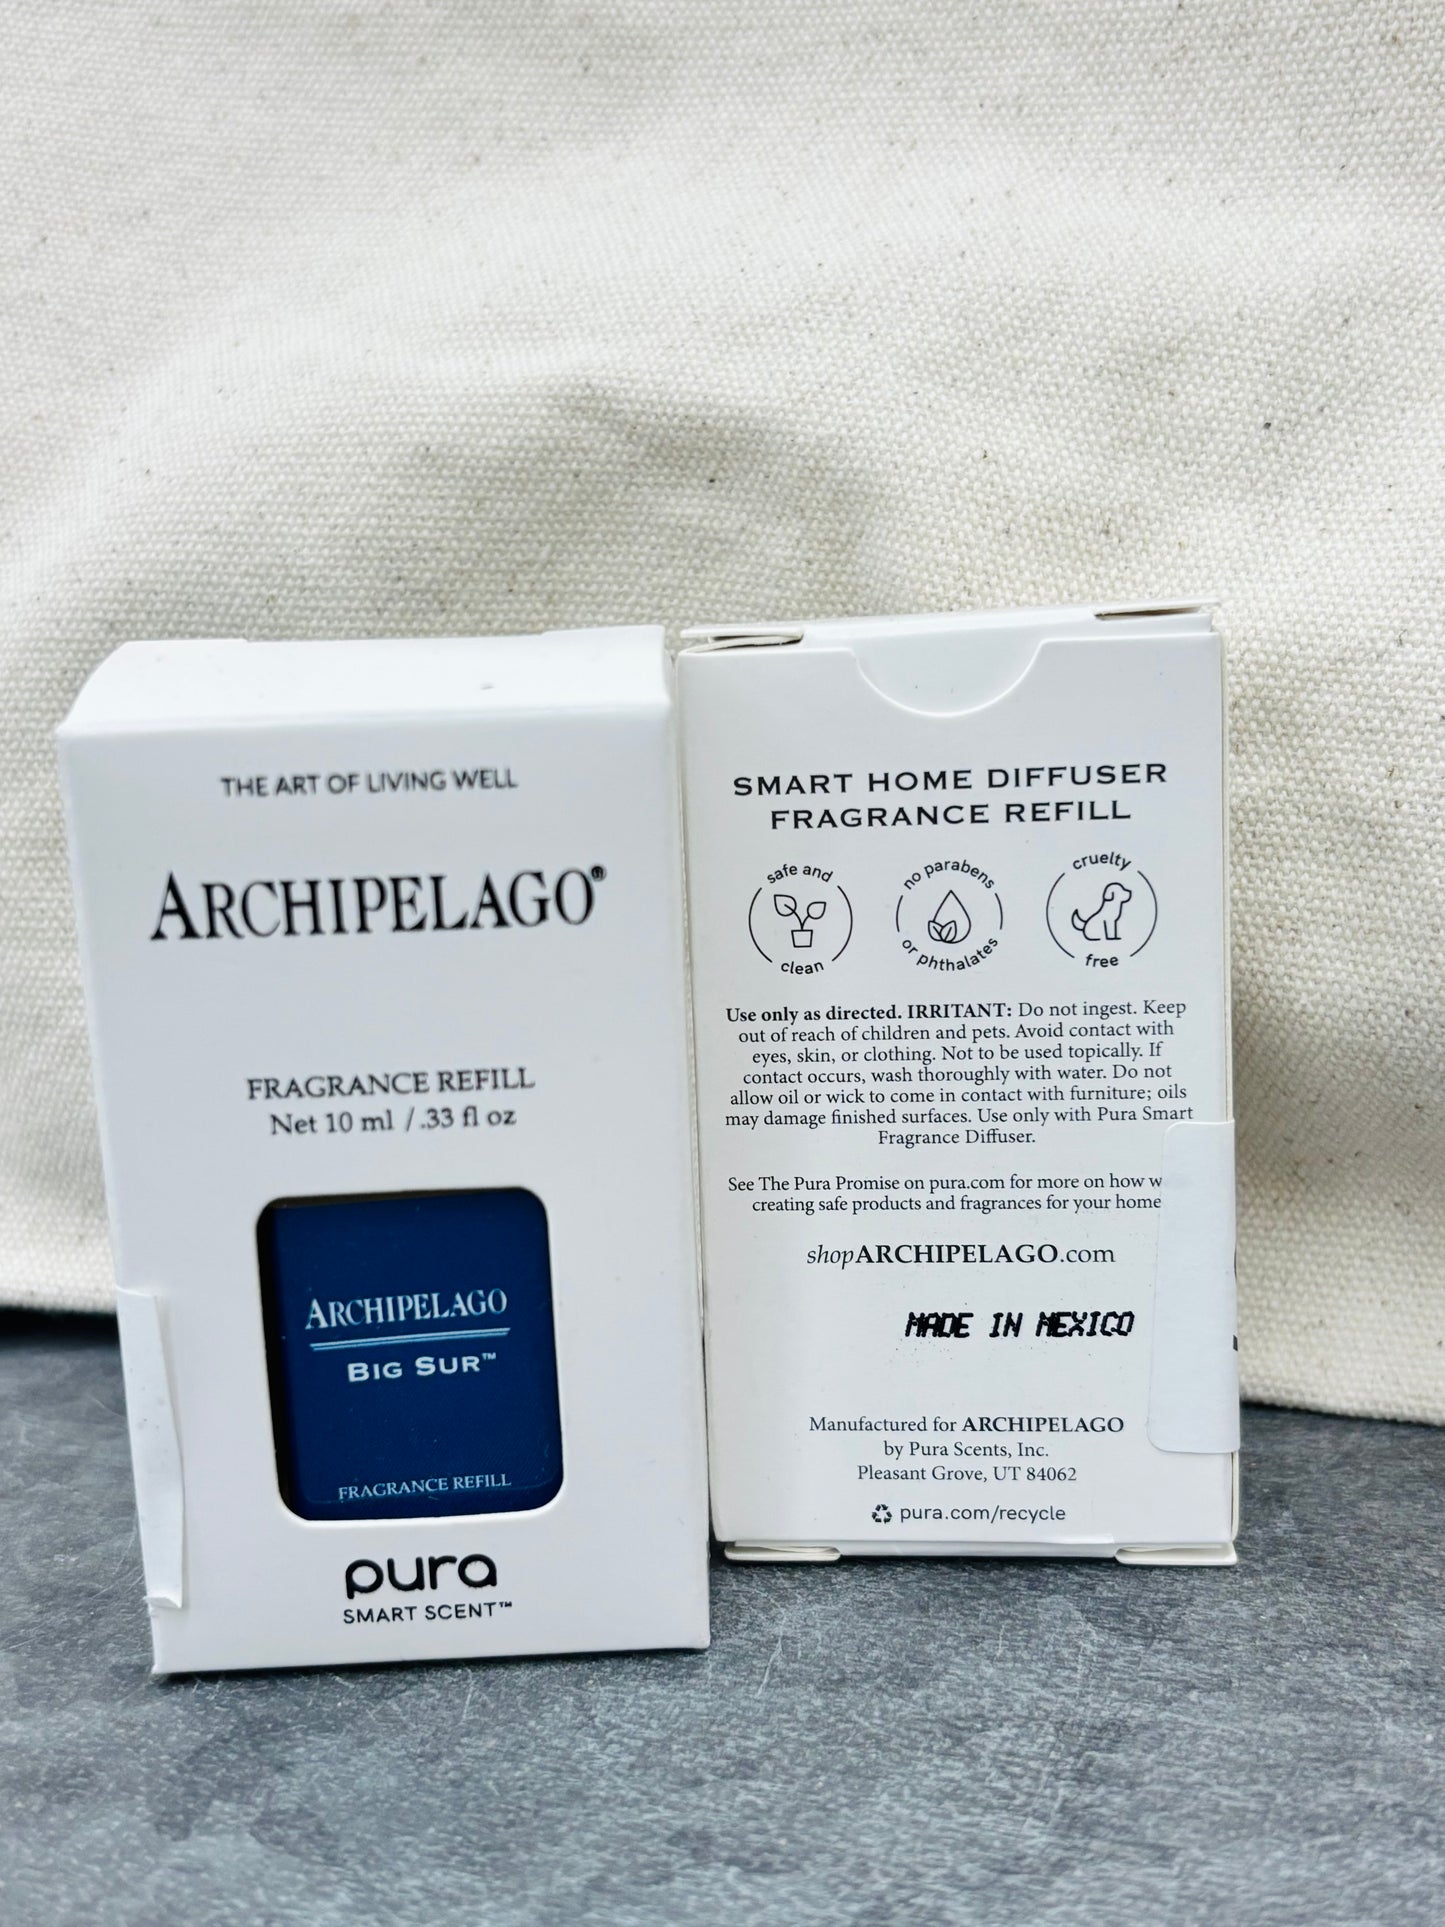 THE ART OF LIVING WELL
ARCHIPELAGO®
FRAGRANCE REFILL
Net 10 ml / .33 fl oz
ARCHIPELAGO
BIG SUR™
FRAGRANCE REFILL
pura
SMART SCENT™
SMART HOME DIFFUSER
FRAGRANCE REFILL
safe and
clean
no parabens
or phthalates
cruelty
free
Use only as directed. IRRITANT: Do not ingest. Keep
out of reach of children and pets. Avoid contact with
eyes, skin, or clothing. Not to be used topically. If
contact occurs, wash thoroughly with water. Do not
allow oil or wick to come in contact with furniture; oils
may damage finished surfaces. Use only with Pura Smart
Fragrance Diffuser.
See The Pura Promise on pura.com for more on how
creating safe products and fragrances for your home
shopARCHIPELAGO.com
MADE IN MEXICO
Manufactured for ARCHIPELAGO
by Pura Scents, Inc.
Pleasant Grove, UT 84062
pura.com/recycle